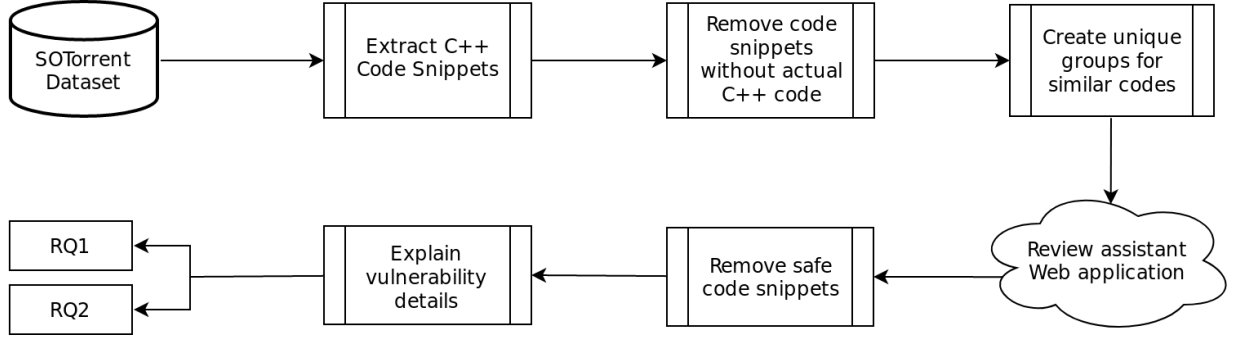 SOTorrent
Dataset
Extract C++
Code Snippets
Remove code
snippets
without actual
C++ code
Create unique
groups for
similar codes
Review assistant
Web application
Remove safe
code snippets
Explain
vulnerability
details
RQ1
RQ2